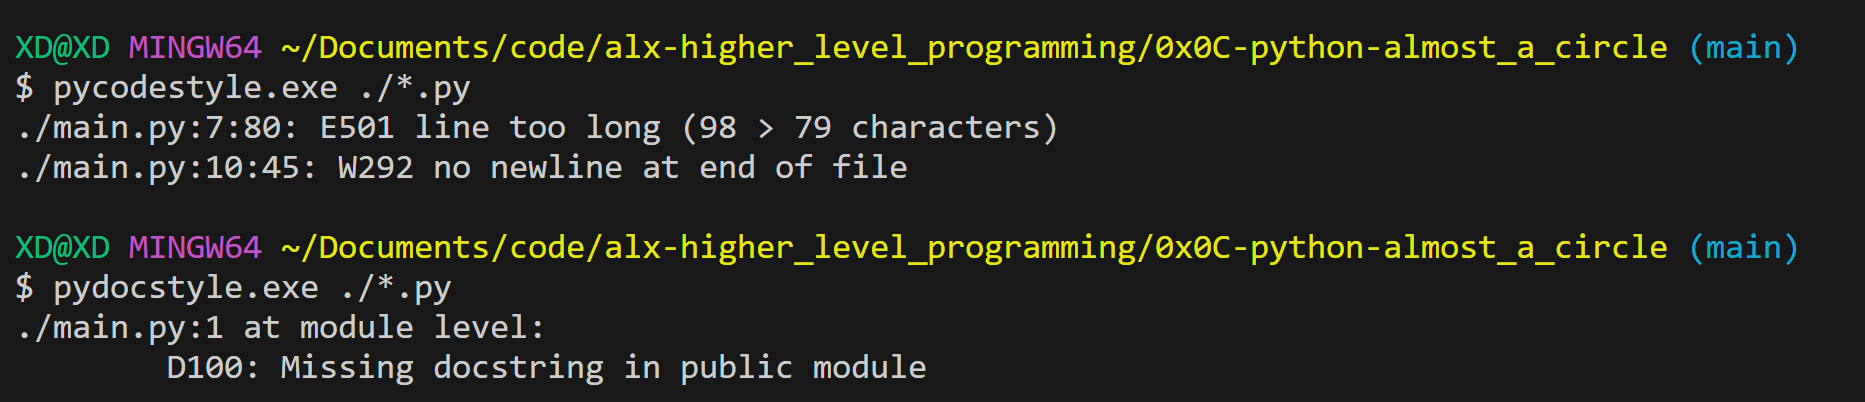 XD@XD MINGW64 ~/Documents/code/alx-higher_level_programming/0x0C-python-almost_a_circle (main)
$ pycodestyle.exe ./*.py
./main.py:7:80: E501 line too long (98 > 79 characters)
./main.py:10:45: W292 no newline at end of file
XD@XD MINGW64 ~/Documents/code/alx-higher_level_programming/0x0C-python-almost_a_circle (main)
$ pydocstyle.exe ./*.py
./main.py:1 at module level:
        D100: Missing docstring in public module